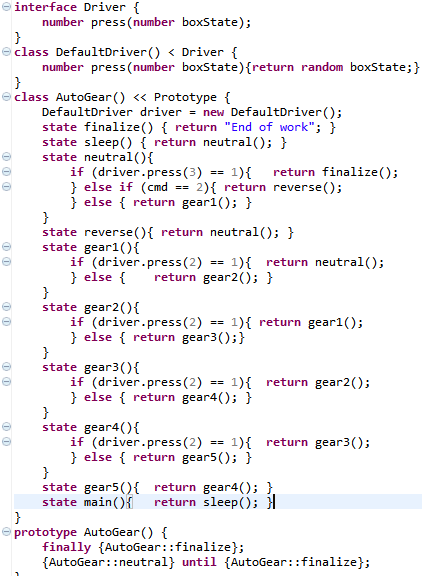 interface Driver {
    number press(number boxState);
}
class DefaultDriver() < Driver {
    number press(number boxState){return random boxState;}
}
class AutoGear() << Prototype {
    DefaultDriver driver = new DefaultDriver();
    state finalize() { return "End of work"; }
    state sleep() { return neutral(); }
    state neutral(){
        if (driver.press(3) == 1){   return finalize();
        } else if (cmd == 2){ return reverse();
        } else { return gear1(); }
    }
    state reverse(){ return neutral(); }
    state gear1(){
        if (driver.press(2) == 1){  return neutral();
        } else {    return gear2(); }
    }
    state gear2(){
        if (driver.press(2) == 1){ return gear1();
        } else { return gear3();}
    }
    state gear3(){
        if (driver.press(2) == 1){  return gear2();
        } else { return gear4(); }
    }
    state gear4(){
        if (driver.press(2) == 1){  return gear3();
        } else { return gear5(); }
    }
    state gear5(){  return gear4(); }
    state main(){   return sleep(); }
}
prototype AutoGear() {
    finally {AutoGear::finalize};
    {AutoGear::neutral} until {AutoGear::finalize};
}